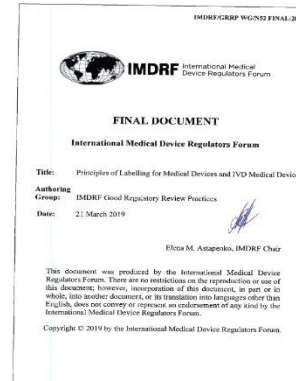 IMDRF/GRRP WG/N52 FINAL:20
IMDRF International Medical
Device Regulators Forum
FINAL DOCUMENT
International Medical Device Regulators Forum
Title: Principles of Labelling for Medical Devices and IVD Medical Devic
Authoring
Group: IMDRF Good Regulatory Review Practices
Date: 21 March 2019
Elena M. Astapenko, IMDRF Chair
This document was produced by the International Medical Device
Regulators Forum. There are no restrictions on the reproduction or use of
this document; however, incorporation of this document, in part or in
whole, into another document, or its translation into languages other than
English, does not convey or represent an endorsement of any kind by the
International Medical Device Regulators Forum.
Copyright © 2019 by the International Medical Device Regulators Forum.